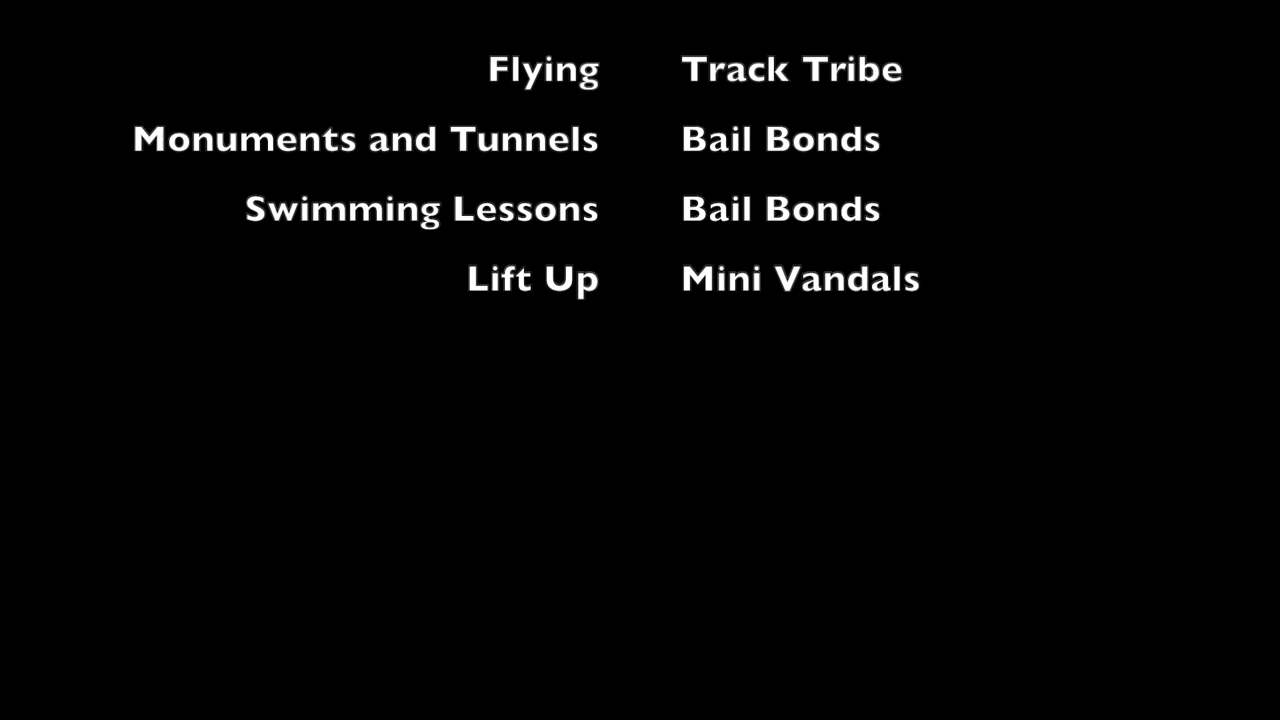 Flying Track Tribe
Monuments and Tunnels Bail Bonds
Swimming Lessons Bail Bonds
Lift Up Mini Vandals